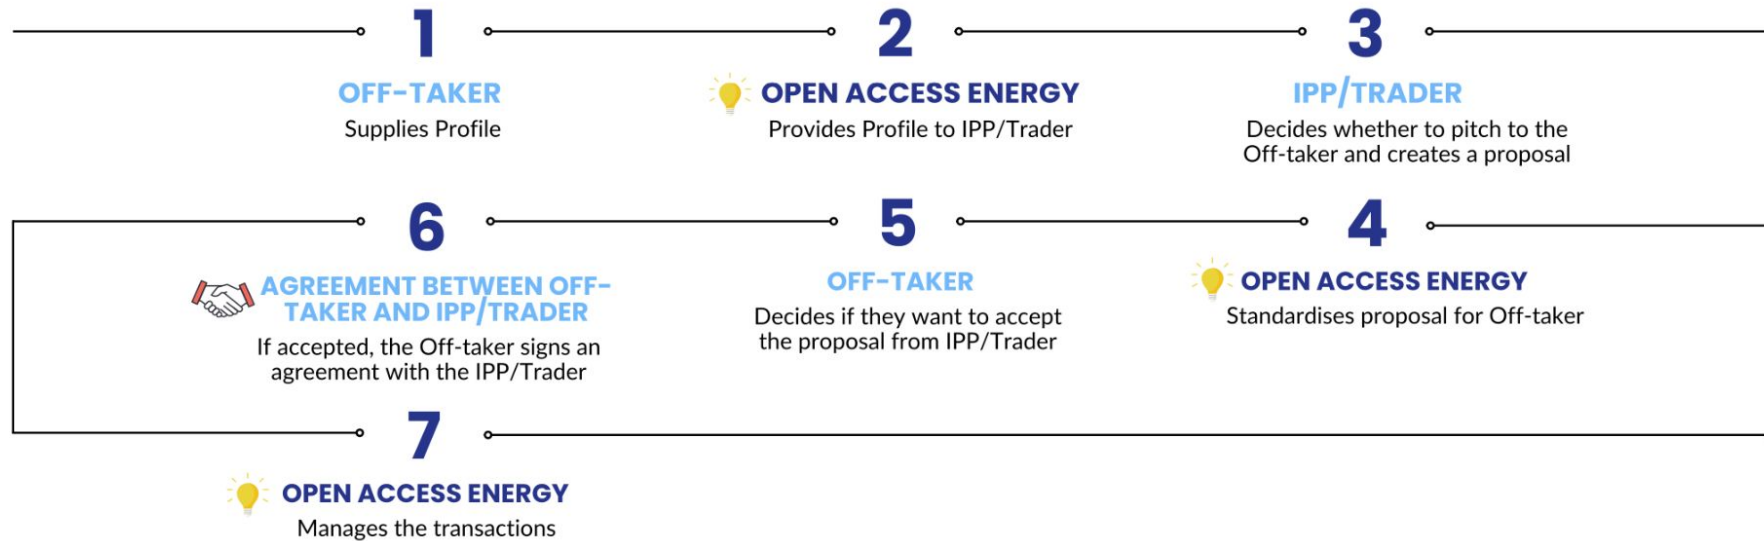 1
OFF-TAKER
Supplies Profile
2
OPEN ACCESS ENERGY
Provides Profile to IPP/Trader
3
IPP/TRADER
Decides whether to pitch to the
Off-taker and creates a proposal
4
OPEN ACCESS ENERGY
Standardises proposal for Off-taker
5
OFF-TAKER
Decides if they want to accept
the proposal from IPP/Trader
6
AGREEMENT BETWEEN OFF-
TAKER AND IPP/TRADER
If accepted, the Off-taker signs an
agreement with the IPP/Trader
7
OPEN ACCESS ENERGY
Manages the transactions